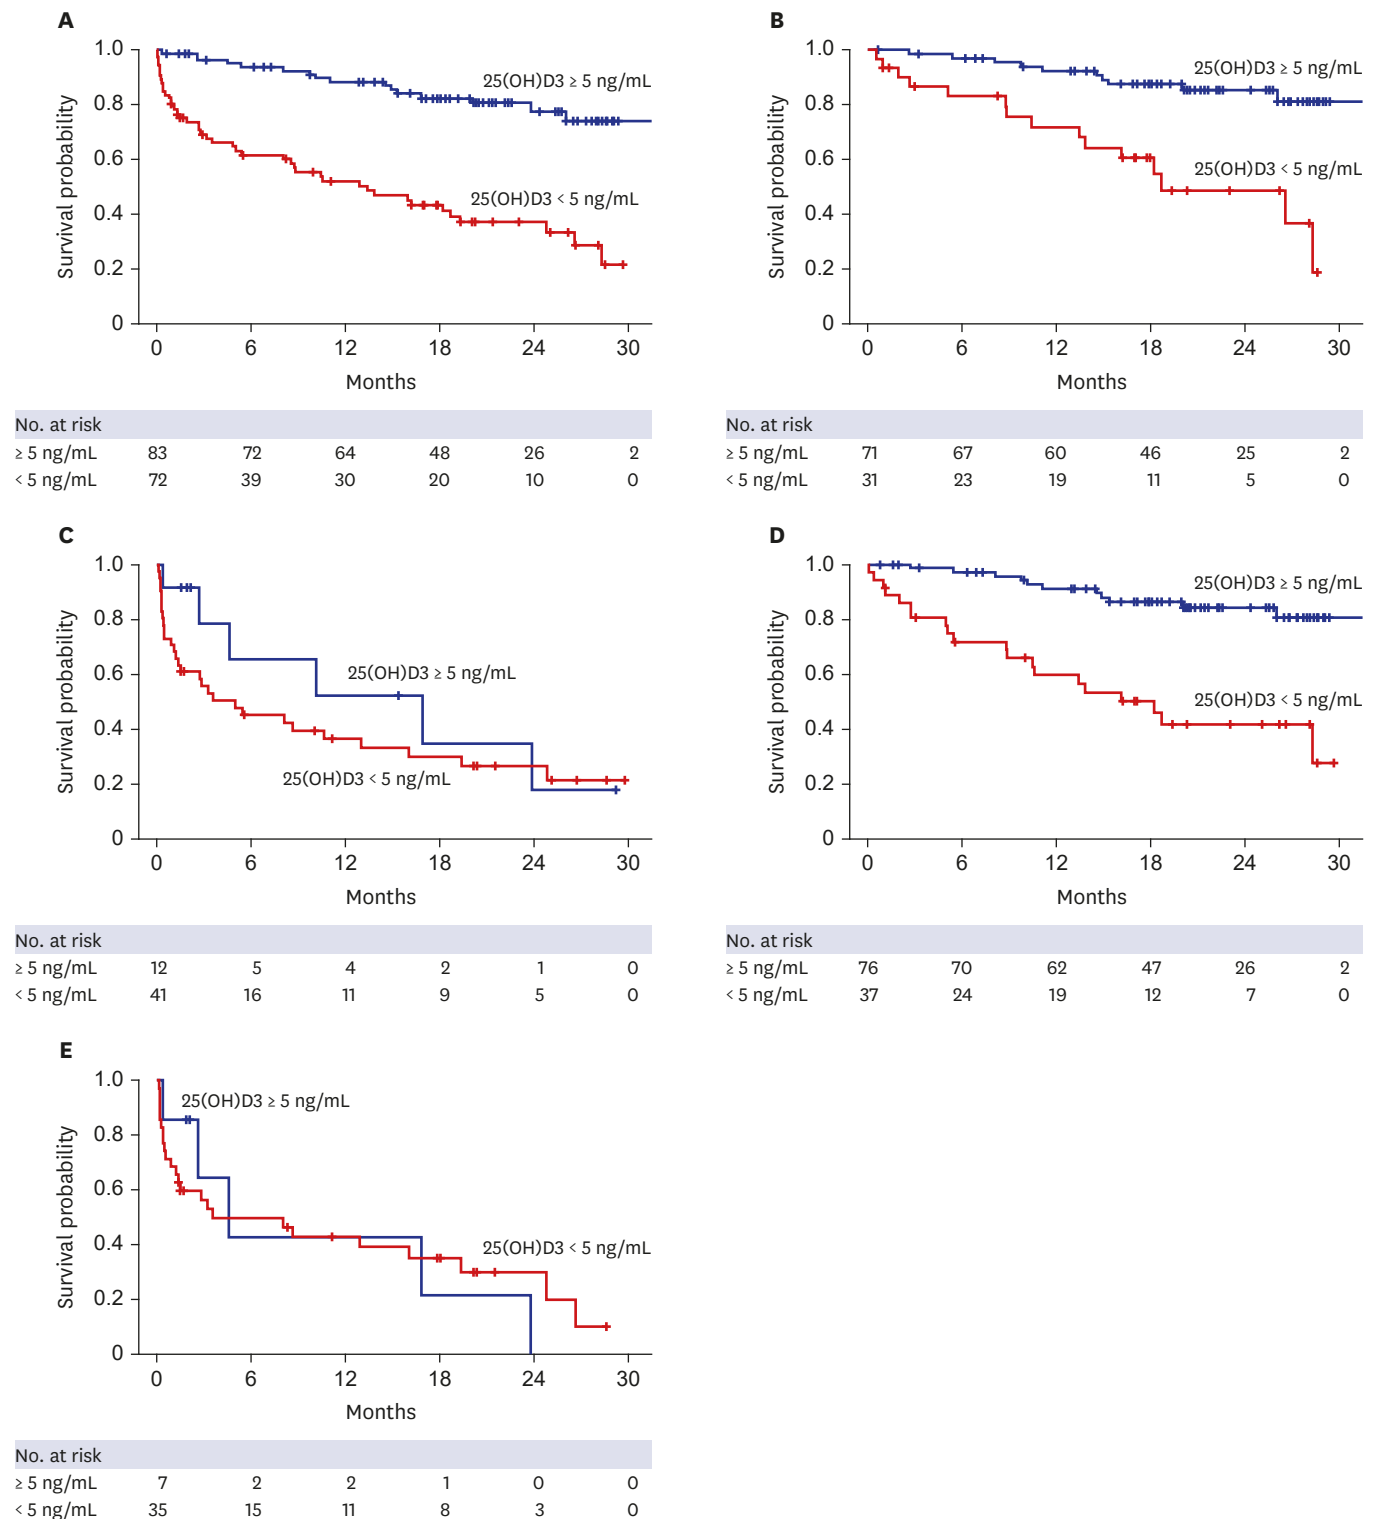 A
1.0
0.8
0.6
0.4
0.2
0
Survival probability
25(OH)D3 ≥ 5 ng/mL
25(OH)D3 < 5 ng/mL
0 6 12 18 24 30
Months
No. at risk
≥ 5 ng/mL 83 72 64 48 26 2
< 5 ng/mL 72 39 30 20 10 0
B
1.0
0.8
0.6
0.4
0.2
0
Survival probability
25(OH)D3 ≥ 5 ng/mL
25(OH)D3 < 5 ng/mL
0 6 12 18 24 30
Months
No. at risk
≥ 5 ng/mL 71 67 60 46 25 2
< 5 ng/mL 31 23 19 11 5 0
C
1.0
0.8
0.6
0.4
0.2
0
Survival probability
25(OH)D3 ≥ 5 ng/mL
25(OH)D3 < 5 ng/mL
0 6 12 18 24 30
Months
No. at risk
≥ 5 ng/mL 12 5 4 2 1 0
< 5 ng/mL 41 16 11 9 5 0
D
1.0
0.8
0.6
0.4
0.2
0
Survival probability
25(OH)D3 ≥ 5 ng/mL
25(OH)D3 < 5 ng/mL
0 6 12 18 24 30
Months
No. at risk
≥ 5 ng/mL 76 70 62 47 26 2
< 5 ng/mL 37 24 19 12 7 0
E
1.0
0.8
0.6
0.4
0.2
0
Survival probability
25(OH)D3 ≥ 5 ng/mL
25(OH)D3 < 5 ng/mL
0 6 12 18 24 30
Months
No. at risk
≥ 5 ng/mL 7 2 2 1 0 0
< 5 ng/mL 35 15 11 8 3 0